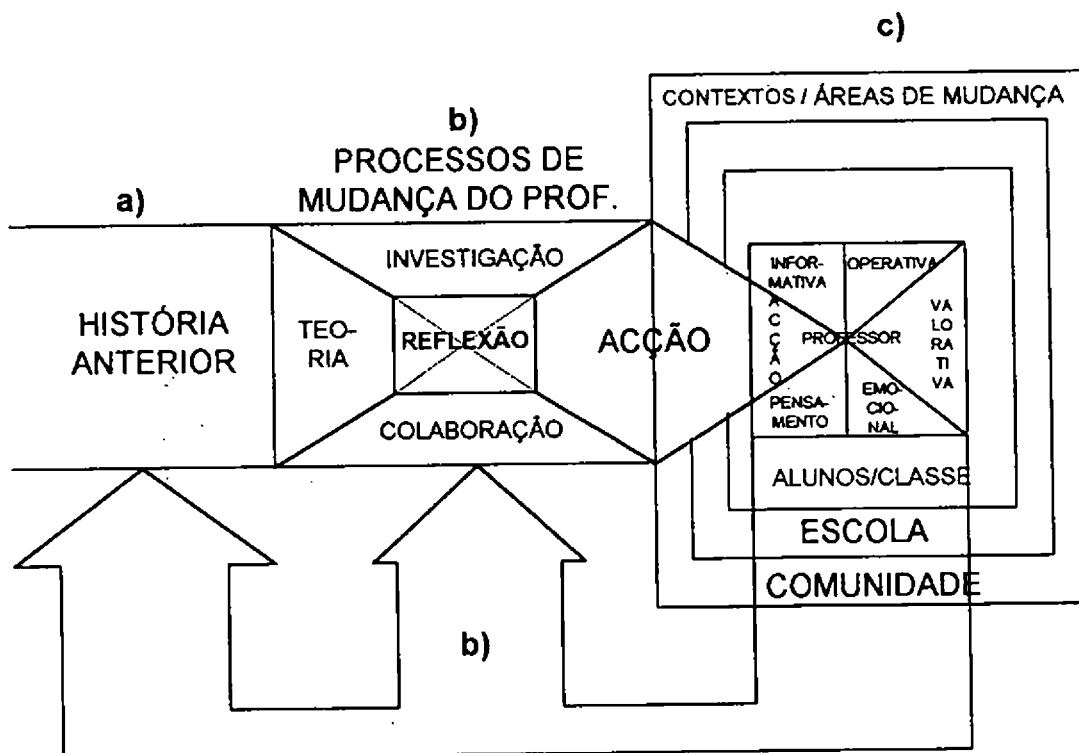 c)
CONTEXTOS / ÁREAS DE MUDANÇA
b)
PROCESSOS DE
MUDANÇA DO PROF.
a)
INVESTIGAÇÃO
HISTÓRIA
ANTERIOR
TEO-
RIA
REFLEXÃO
ACÇÃO
COLABORAÇÃO
INFOR-
MATIVA
OPERATIVA
ACÇÃO
PROFESSOR
VA
LO
RA
TI
VA
PENSA-
MENTO
EMO-
CIO-
NAL
ALUNOS/CLASSE
ESCOLA
COMUNIDADE
b)